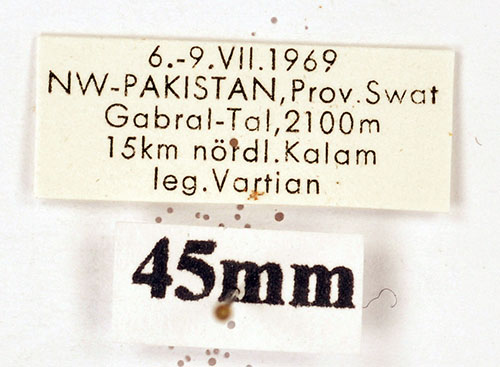 6.-9.VII.1969
NW-PAKISTAN,Prov.Swat
Gabral-Tal,2100m
15km nördl.Kalam
leg.Vartian
45mm